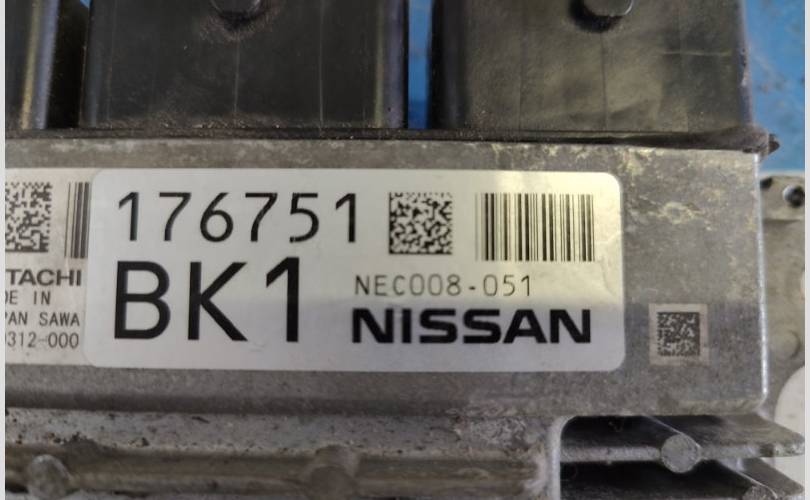 176751
BK1
NEC008-051
NISSAN
TACHI
DE IN
PAN SAWA
312-000